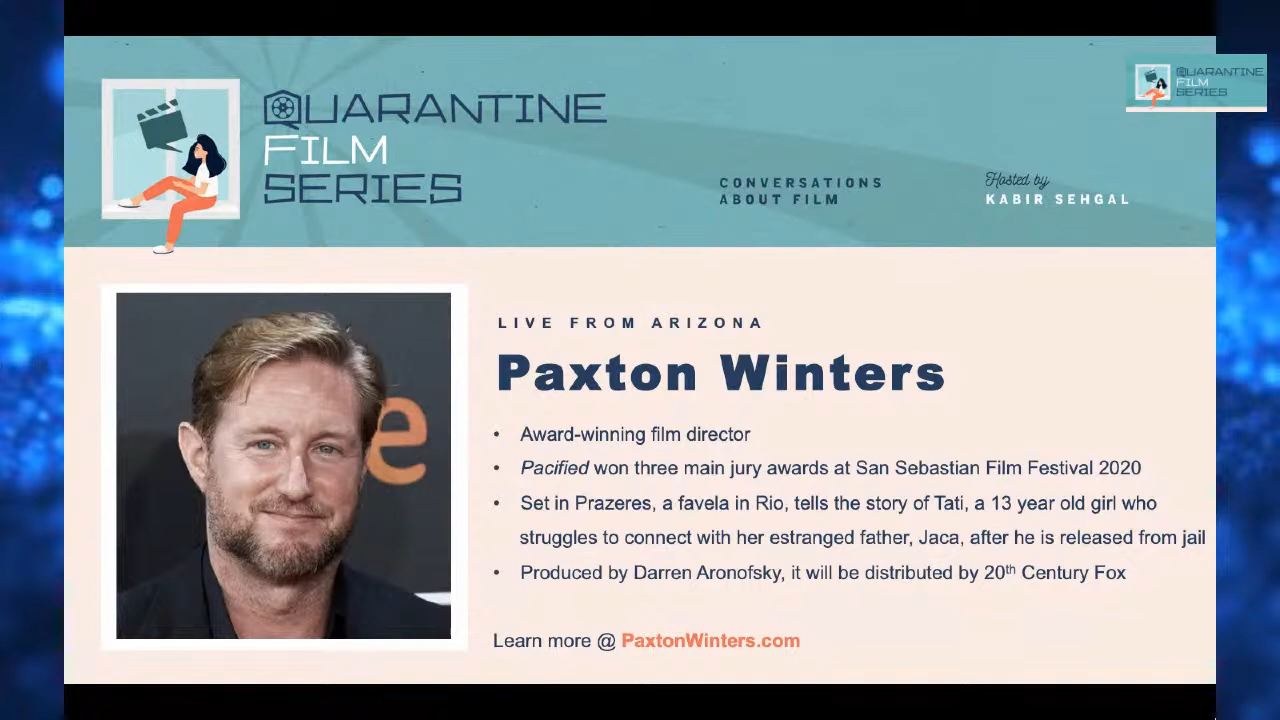 QUARANTINE
FILM
SERIES
CONVERSATIONS
ABOUT FILM
Hosted by
KABIR SEHGAL
QUARANTINE
FILM
SERIES
e
LIVE FROM ARIZONA
Paxton Winters
• Award-winning film director
• Pacified won three main jury awards at San Sebastian Film Festival 2020
• Set in Prazeres, a favela in Rio, tells the story of Tati, a 13 year old girl who
struggles to connect with her estranged father, Jaca, after he is released from jail
• Produced by Darren Aronofsky, it will be distributed by 20th Century Fox
Learn more @ PaxtonWinters.com